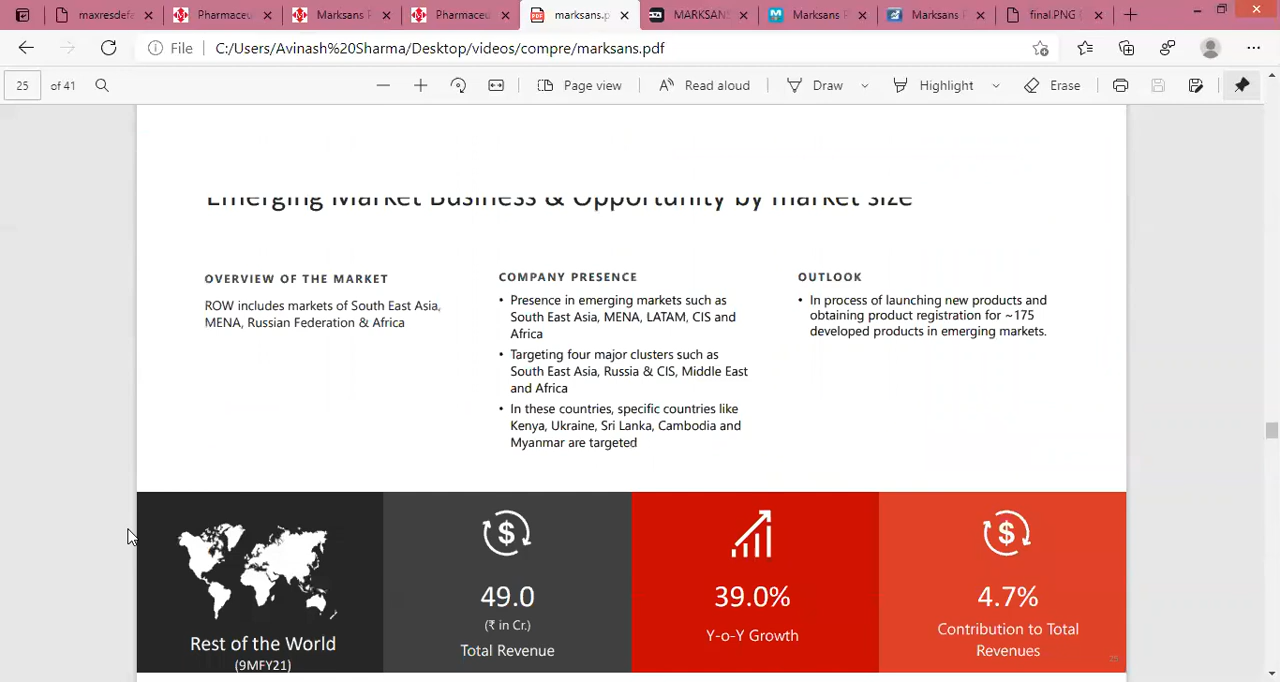 maxresdefa
Pharmaceut
Marksans P
Pharmaceu
marksans.p
MARKSANS
Marksans P
Marksans P
final.PNG (
File C:/Users/Avinash%20Sharma/Desktop/videos/compre/marksans.pdf
25 of 41
Page view
Read aloud
Draw
Highlight
Erase
Emerging Market Business & Opportunity by market size
OVERVIEW OF THE MARKET
ROW includes markets of South East Asia,
MENA, Russian Federation & Africa
COMPANY PRESENCE
• Presence in emerging markets such as
South East Asia, MENA, LATAM, CIS and
Africa
• Targeting four major clusters such as
South East Asia, Russia & CIS, Middle East
and Africa
• In these countries, specific countries like
Kenya, Ukraine, Sri Lanka, Cambodia and
Myanmar are targeted
OUTLOOK
• In process of launching new products and
obtaining product registration for ~175
developed products in emerging markets.
Rest of the World
(9MFY21)
49.0
(₹ in Cr.)
Total Revenue
39.0%
Y-o-Y Growth
4.7%
Contribution to Total
Revenues